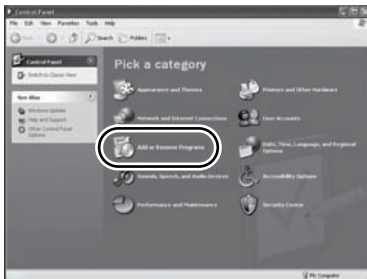 Control Panel
File Edit View Favorites Tools Help
Back Search Folders
Control Panel
Switch to Classic View
See Also
Windows Update
Help and Support
Other Control Panel Options
Pick a category
Appearance and Themes
Printers and Other Hardware
Network and Internet Connections
User Accounts
Add or Remove Programs
Date, Time, Language, and Regional Options
Sounds, Speech, and Audio Devices
Accessibility Options
Performance and Maintenance
Security Center
My Computer